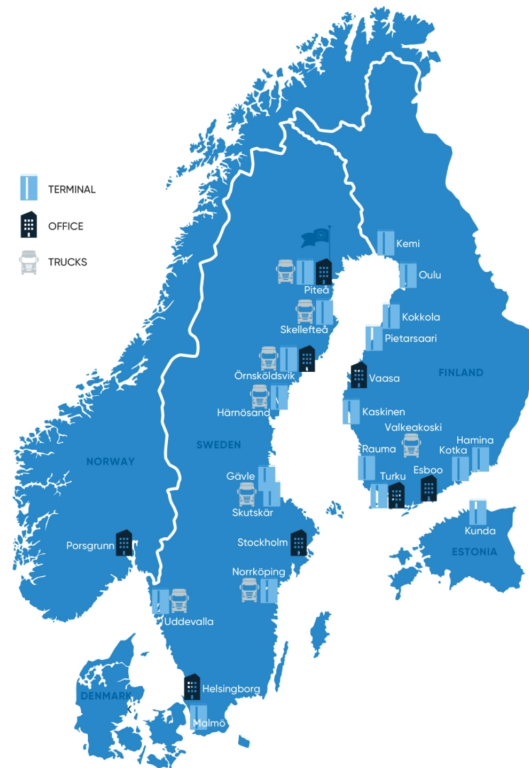 TERMINAL
OFFICE
TRUCKS
Kemi
Oulu
Piteå
Kokkola
Skellefteå
Pietarsaari
Örnsköldsvik
Vaasa
FINLAND
Härnösand
Kaskinen
Valkeakoski
SWEDEN
Hamina
Rauma
Kotka
NORWAY
Gävle
Turku
Esboo
Skutskär
Kunda
Porsgrunn
Stockholm
ESTONIA
Norrköping
Uddevalla
Helsingborg
DENMARK
Malmö